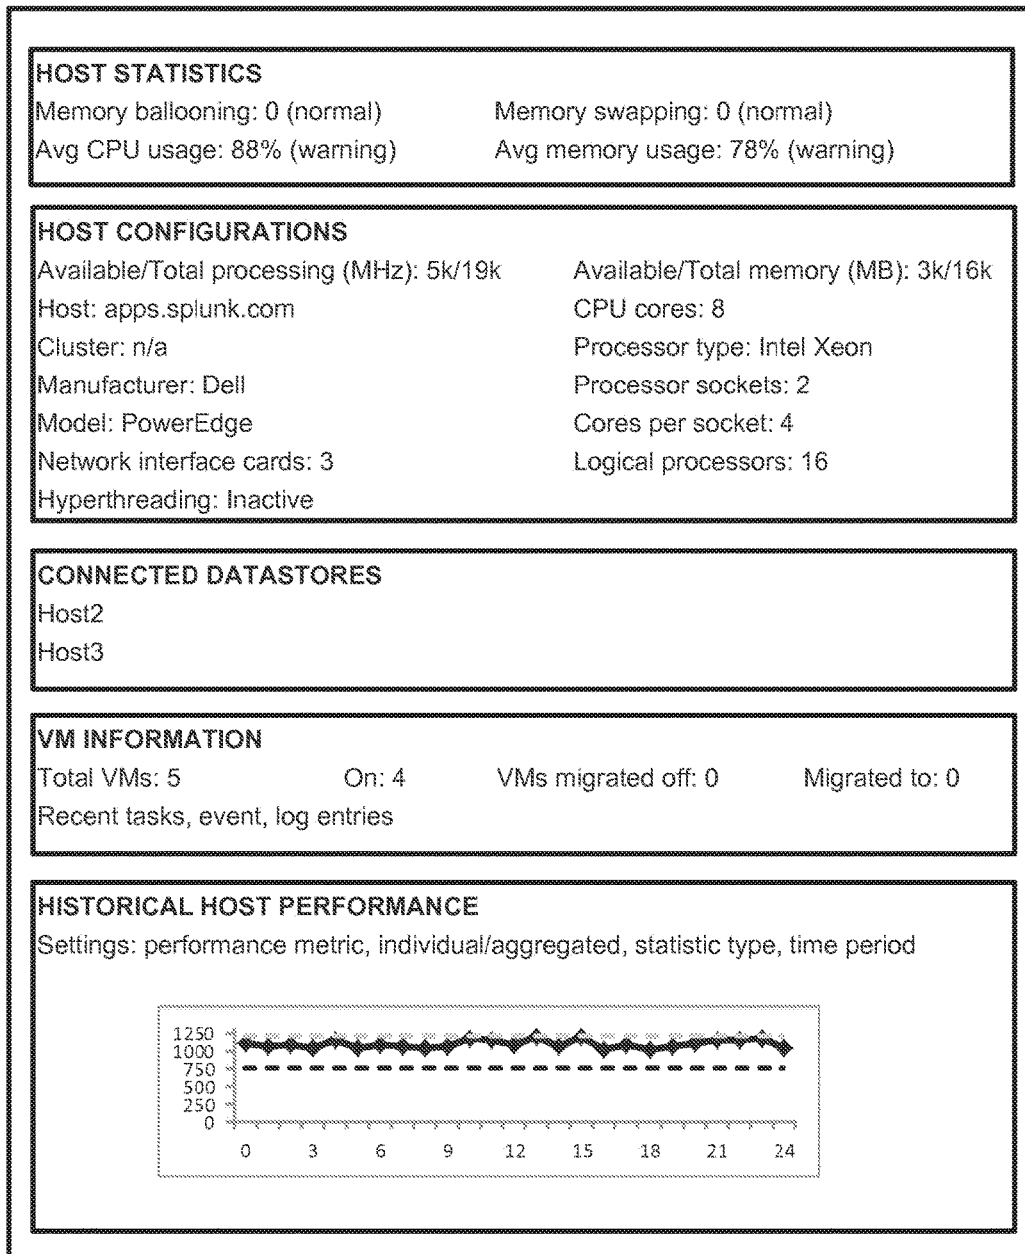 HOST STATISTICS
Memory ballooning: 0 (normal) Memory swapping: 0 (normal)
Avg CPU usage: 88% (warning) Avg memory usage: 78% (warning)
HOST CONFIGURATIONS
Available/Total processing (MHz): 5k/19k Available/Total memory (MB): 3k/16k
Host: apps.splunk.com CPU cores: 8
Cluster: n/a Processor type: Intel Xeon
Manufacturer: Dell Processor sockets: 2
Model: PowerEdge Cores per socket: 4
Network interface cards: 3 Logical processors: 16
Hyperthreading: Inactive
CONNECTED DATASTORES
Host2
Host3
VM INFORMATION
Total VMs: 5 On: 4 VMs migrated off: 0 Migrated to: 0
Recent tasks, event, log entries
HISTORICAL HOST PERFORMANCE
Settings: performance metric, individual/aggregated, statistic type, time period
1250
1000
750
500
250
0
0 3 6 9 12 15 18 21 24